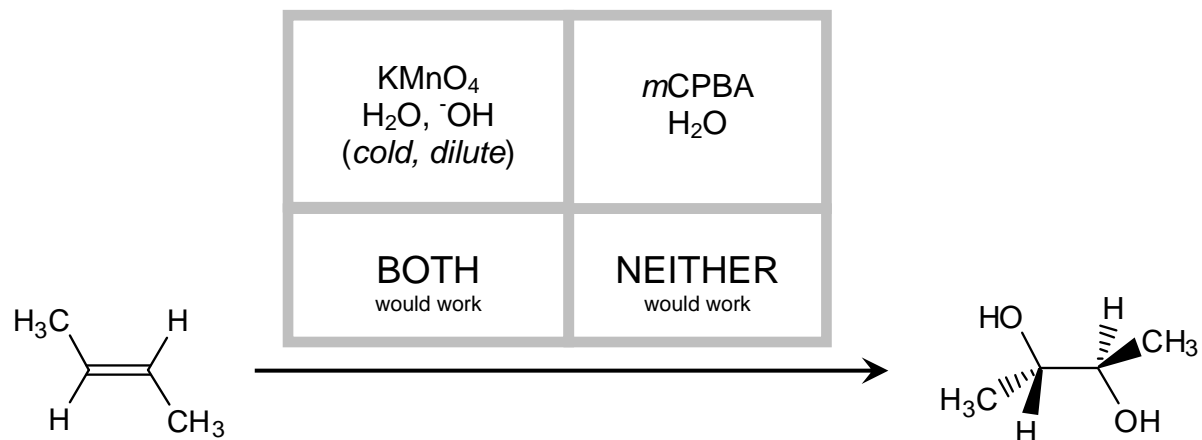 KMnO₄
H₂O, ⁻OH
(cold, dilute)
mCPBA
H₂O
BOTH
would work
NEITHER
would work
H₃C
H
H
CH₃
HO
H
CH₃
H₃C
H
OH